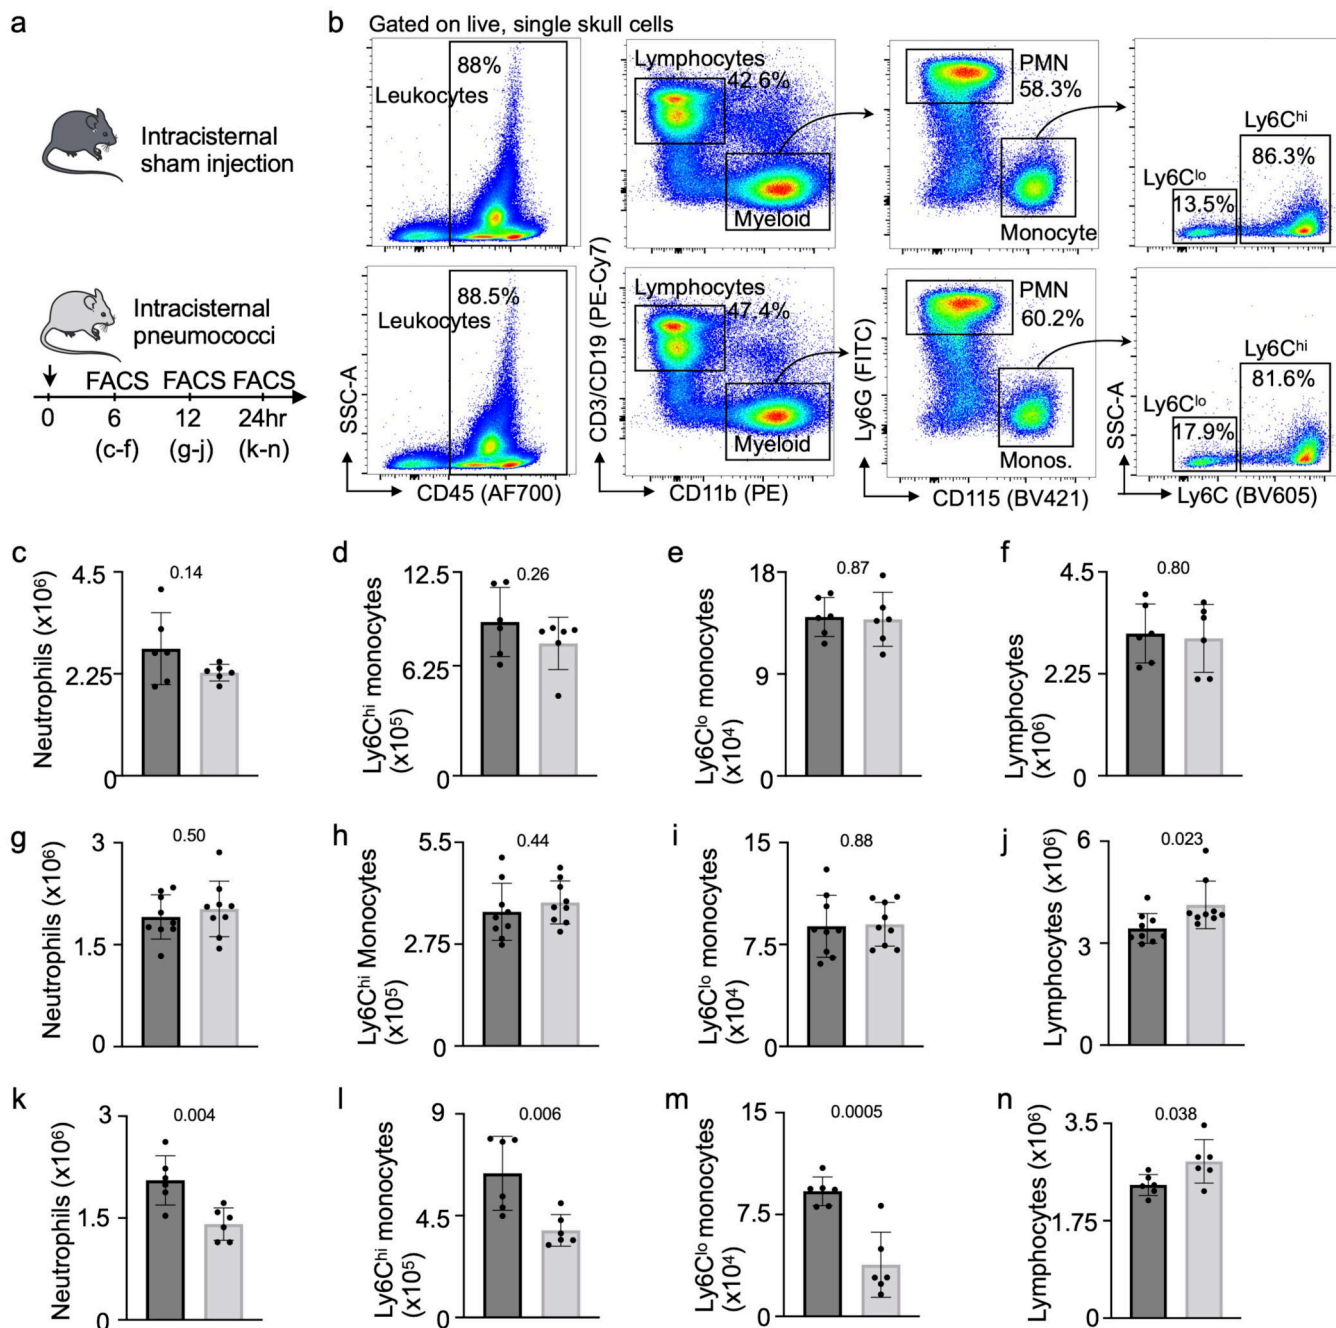 a
Intracisternal
sham injection
Intracisternal
pneumococci
FACS FACS FACS
0 6 12 24hr
(c-f) (g-j) (k-n)
b Gated on live, single skull cells
88%
Leukocytes
Lymphocytes
42.6%
Myeloid
PMN
58.3%
Monocyte
Ly6Cʰⁱ
86.3%
Ly6Cˡᵒ
13.5%
88.5%
Leukocytes
Lymphocytes
47.4%
Myeloid
PMN
60.2%
Monos.
Ly6Cʰⁱ
81.6%
Ly6Cˡᵒ
17.9%
SSC-A
CD45 (AF700)
CD3/CD19 (PE-Cy7)
CD11b (PE)
Ly6G (FITC)
CD115 (BV421)
SSC-A
Ly6C (BV605)
c
Neutrophils (x10⁶)
4.5
2.25
0
0.14
d
Ly6Cʰⁱ monocytes
(x10⁵)
12.5
6.25
0
0.26
e
Ly6Cˡᵒ monocytes
(x10⁴)
18
9
0
0.87
f
Lymphocytes
(x10⁶)
4.5
2.25
0
0.80
g
Neutrophils (x10⁶)
3
1.5
0
0.50
h
Ly6Cʰⁱ Monocytes
(x10⁵)
5.5
2.75
0
0.44
i
Ly6Cˡᵒ monocytes
(x10⁴)
15
7.5
0
0.88
j
Lymphocytes (x10⁶)
6
3
0
0.023
k
Neutrophils (x10⁶)
3
1.5
0
0.004
l
Ly6Cʰⁱ monocytes
(x10⁵)
9
4.5
0
0.006
m
Ly6Cˡᵒ monocytes
(x10⁴)
15
7.5
0
0.0005
n
Lymphocytes (x10⁶)
3.5
1.75
0
0.038